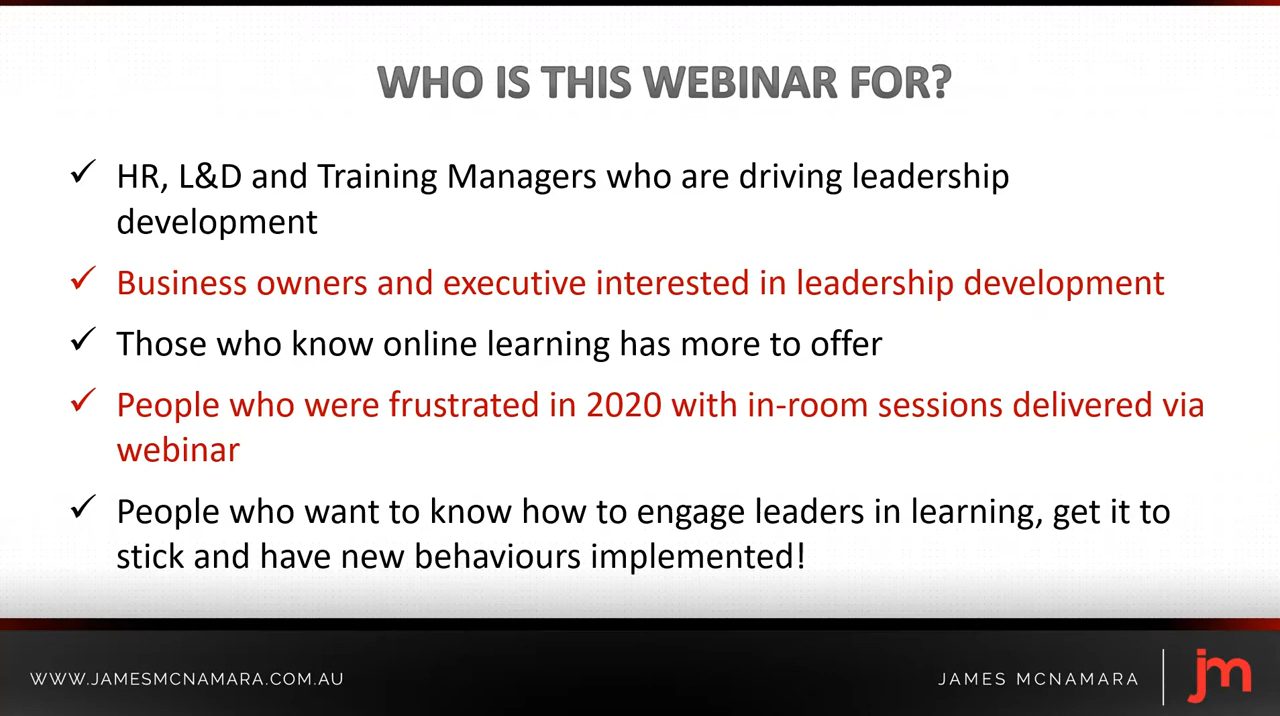 WHO IS THIS WEBINAR FOR?
✓ HR, L&D and Training Managers who are driving leadership
development
✓ Business owners and executive interested in leadership development
✓ Those who know online learning has more to offer
✓ People who were frustrated in 2020 with in-room sessions delivered via
webinar
✓ People who want to know how to engage leaders in learning, get it to
stick and have new behaviours implemented!
WWW.JAMESMCNAMARA.COM.AU
JAMES MCNAMARA
jm